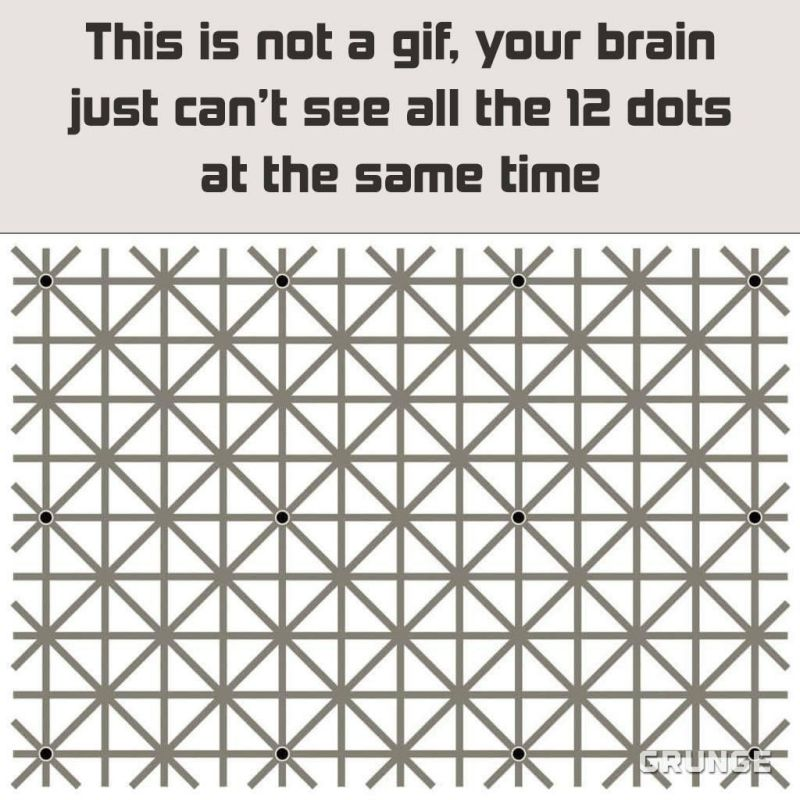 This is not a gif, your brain
just can't see all the 12 dots
at the same time
GRUNGE